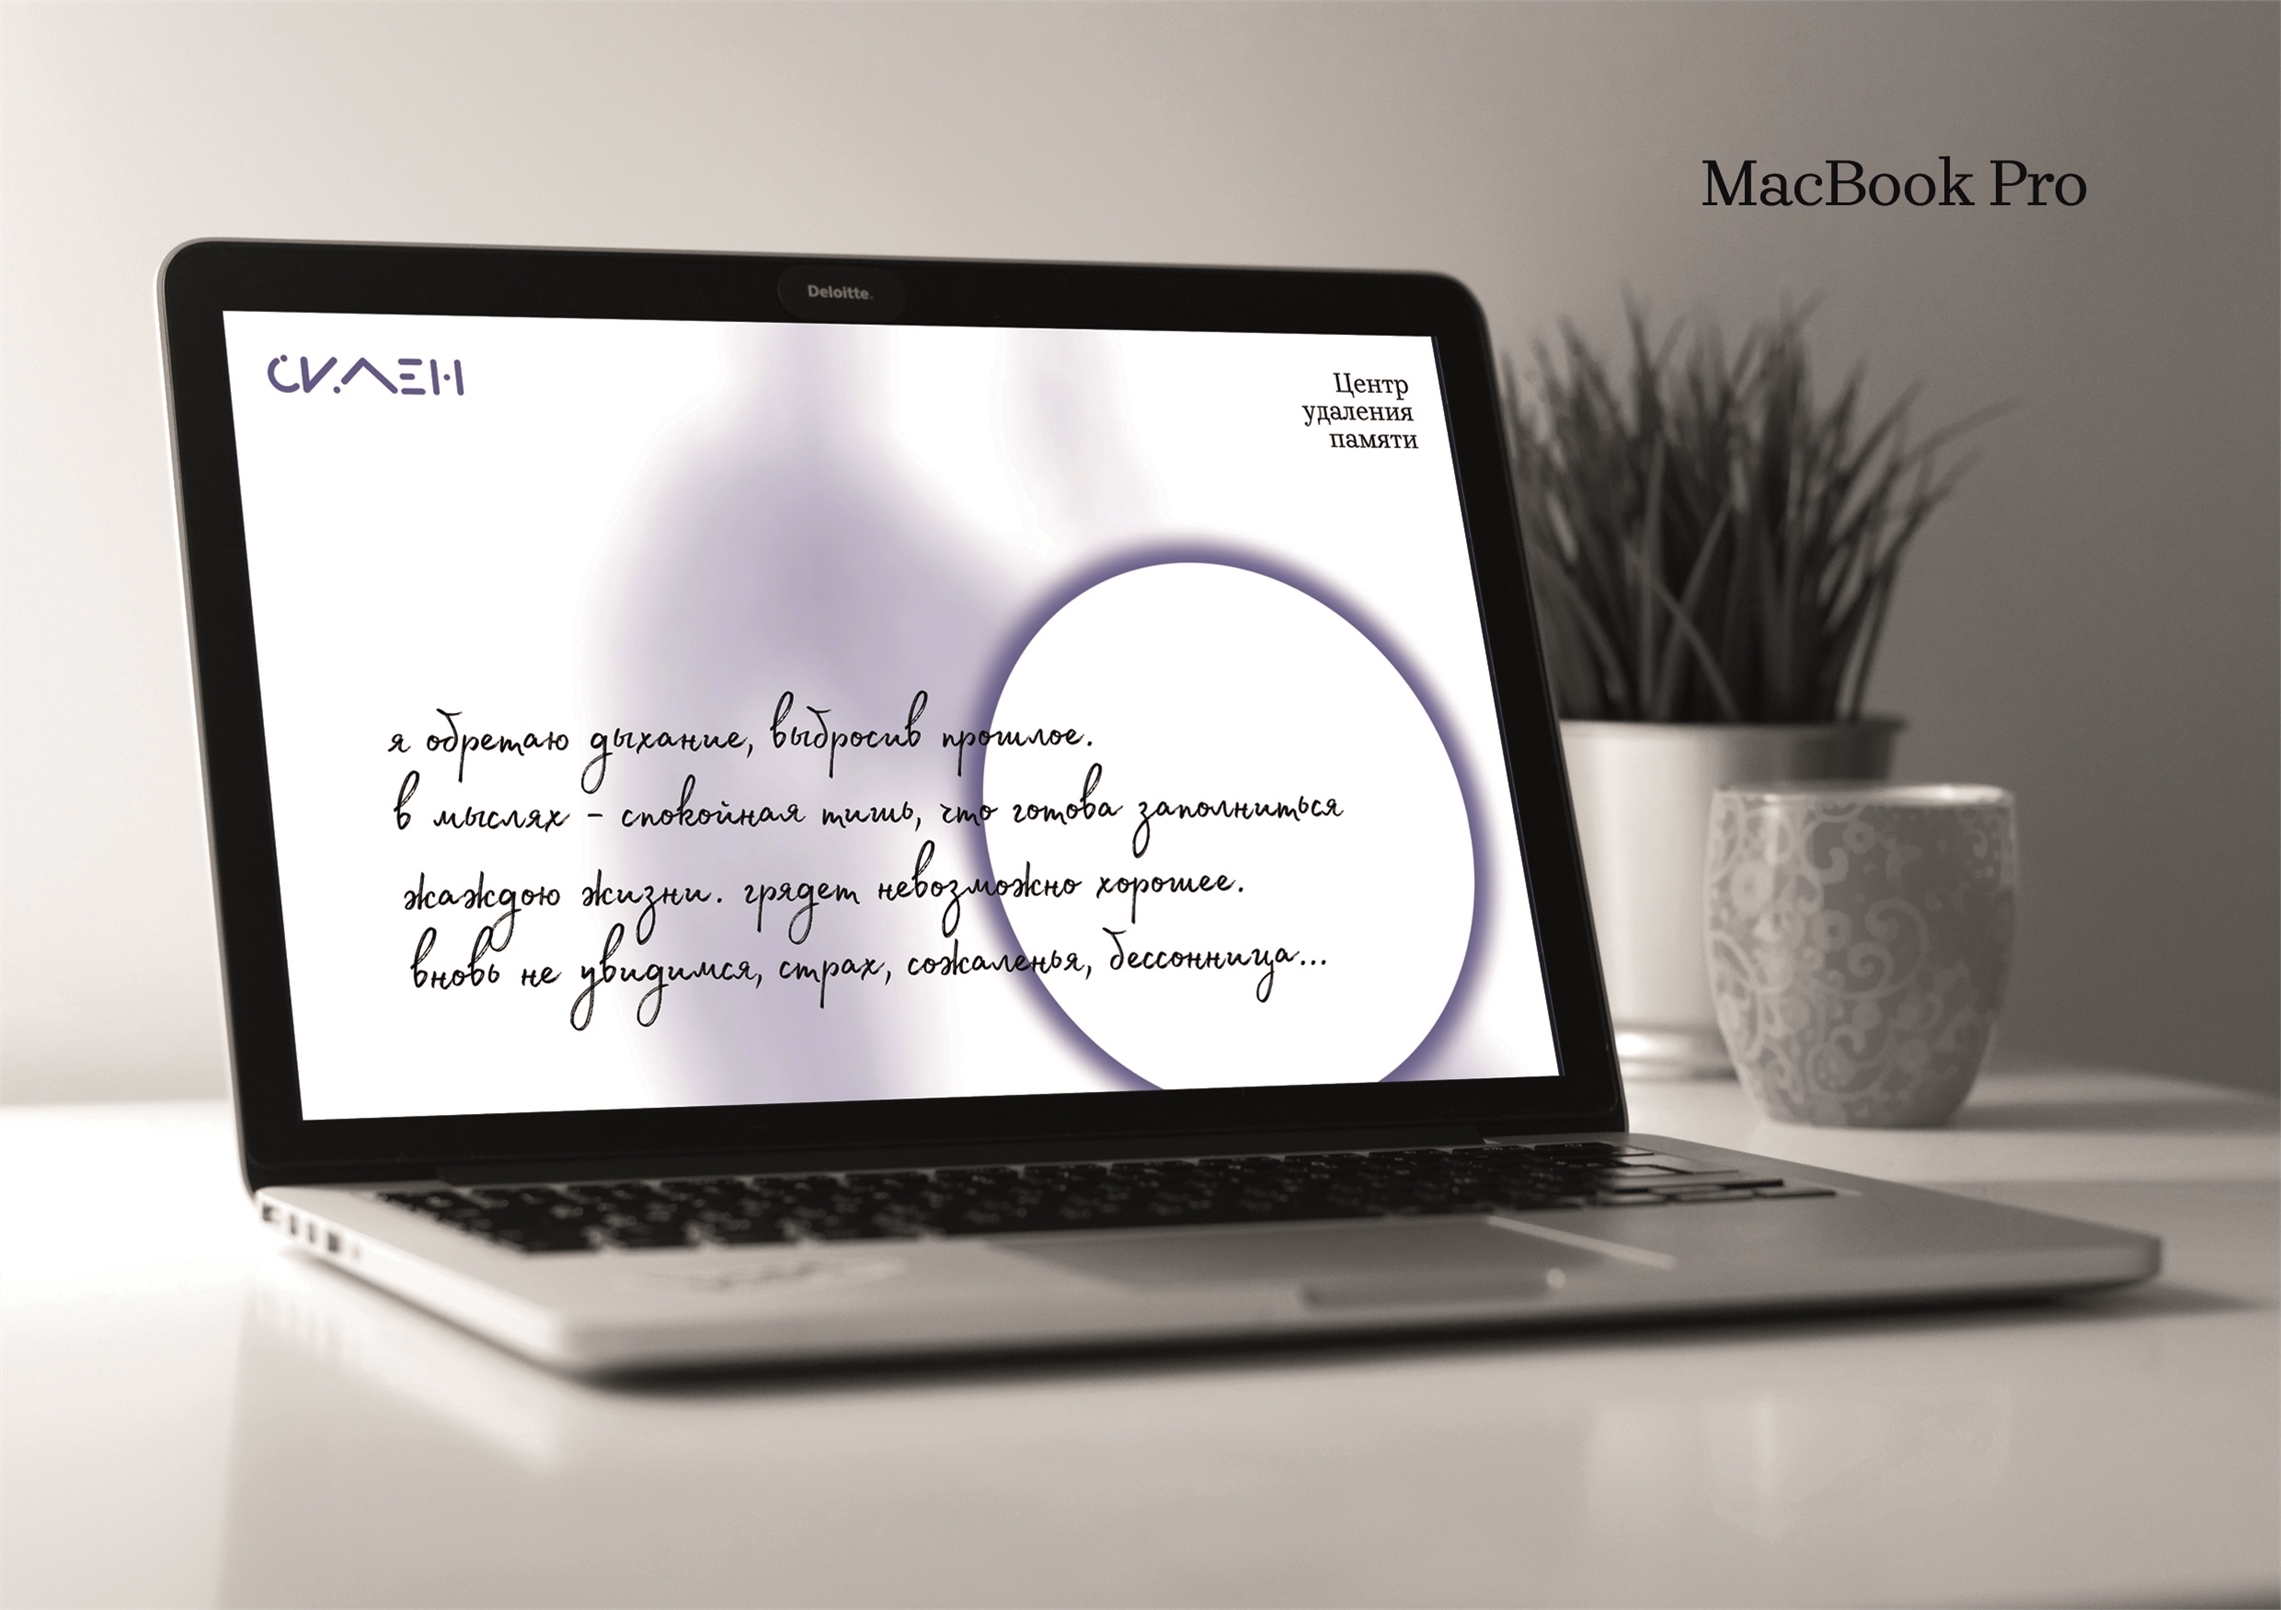 MacBook Pro
Deloitte.
СИЛЕН
Центр
удаления
памяти
я обретаю дыхание, выбросив прошлое.
в мыслях – спокойная тишь, что готова заполниться
жаждою жизни. грядет невозможно хорошее.
вновь не увидимся, страх, сожаленья, бессонница...